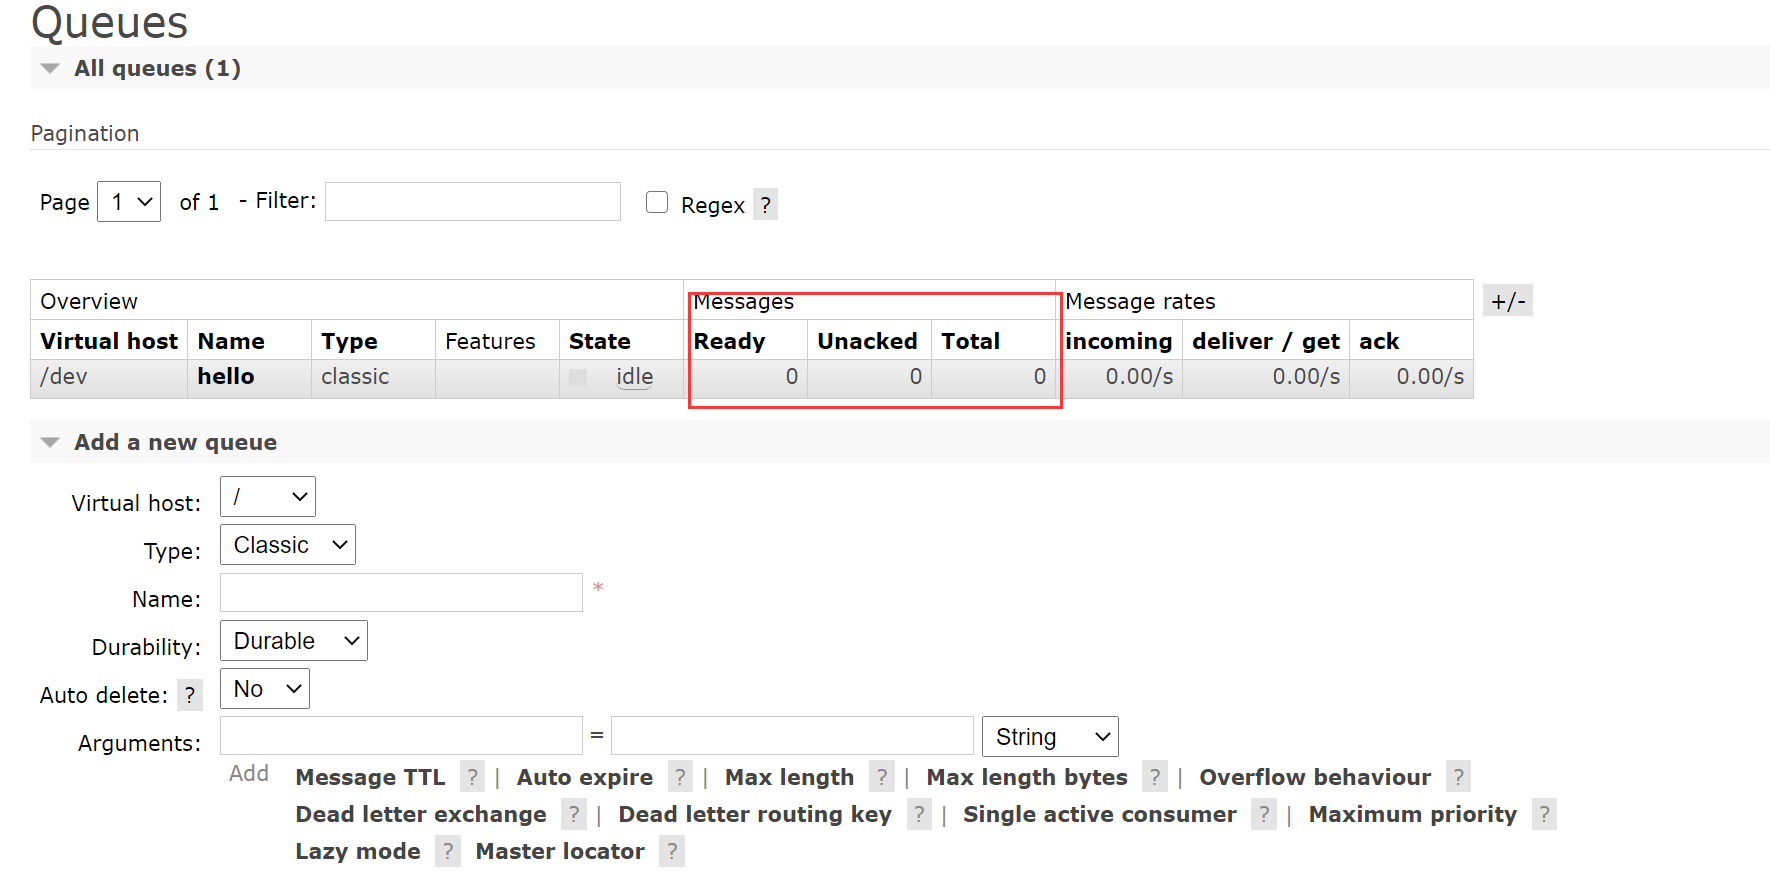 Queues
All queues (1)
Pagination
Page 1 of 1 - Filter: Regex ?
Overview Messages Message rates +/-
Virtual host Name Type Features State Ready Unacked Total incoming deliver / get ack
/dev hello classic idle 0 0 0 0.00/s 0.00/s 0.00/s
Add a new queue
Virtual host: /
Type: Classic
Name: *
Durability: Durable
Auto delete: ? No
Arguments: = String
Add Message TTL ? | Auto expire ? | Max length ? | Max length bytes ? | Overflow behaviour ?
Dead letter exchange ? | Dead letter routing key ? | Single active consumer ? | Maximum priority ?
Lazy mode ? Master locator ?